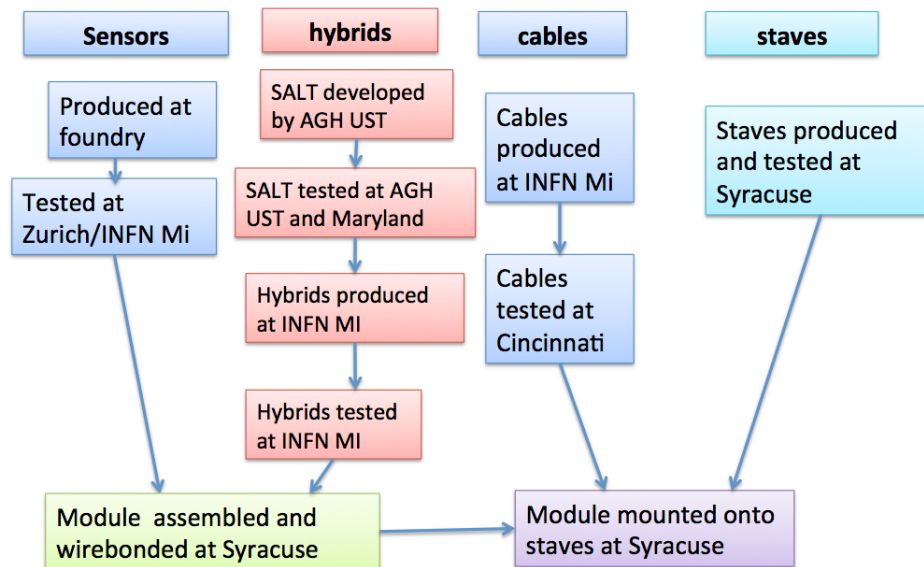 Sensors
hybrids
cables
staves
Produced at
foundry
Tested at
Zurich/INFN Mi
SALT developed
by AGH UST
SALT tested at AGH
UST and Maryland
Hybrids produced
at INFN MI
Hybrids tested
at INFN MI
Cables
produced
at INFN Mi
Cables
tested at
Cincinnati
Staves produced
and tested at
Syracuse
Module assembled and
wirebonded at Syracuse
Module mounted onto
staves at Syracuse